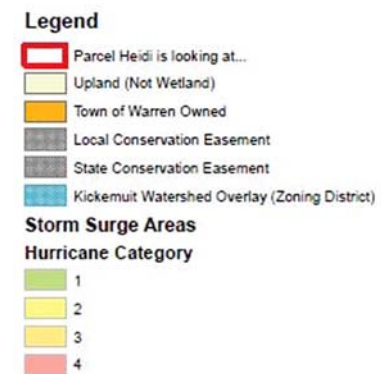 Legend
Parcel Heidi is looking at...
Upland (Not Wetland)
Town of Warren Owned
Local Conservation Easement
State Conservation Easement
Kickemuit Watershed Overlay (Zoning District)
Storm Surge Areas
Hurricane Category
1
2
3
4